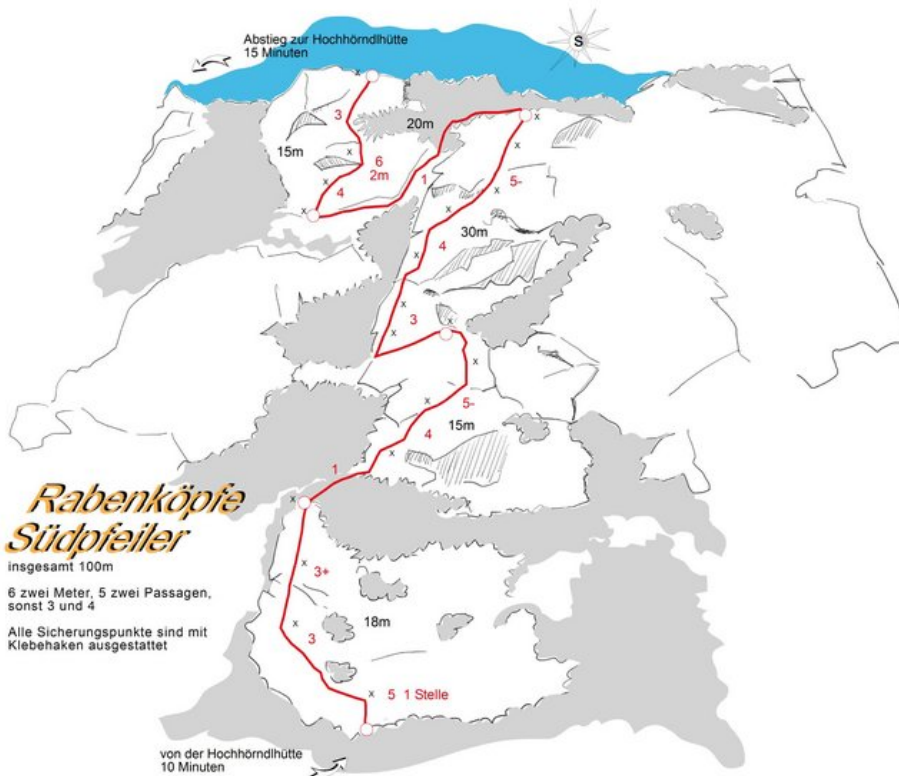 Abstieg zur Hochhörndlhütte
15 Minuten
S
x
3
20m
x
15m
x
x
6
2m
x
1
5-
x
4
x
x
x
30m
4
x
x
3
x
x
x
5-
x
4
15m
x
1
x
Rabenköpfe
Südpfeiler
insgesamt 100m
6 zwei Meter, 5 zwei Passagen,
sonst 3 und 4
Alle Sicherungspunkte sind mit
Klebehaken ausgestattet
x
3+
x
3
18m
x
5 1 Stelle
von der Hochhörndlhütte
10 Minuten